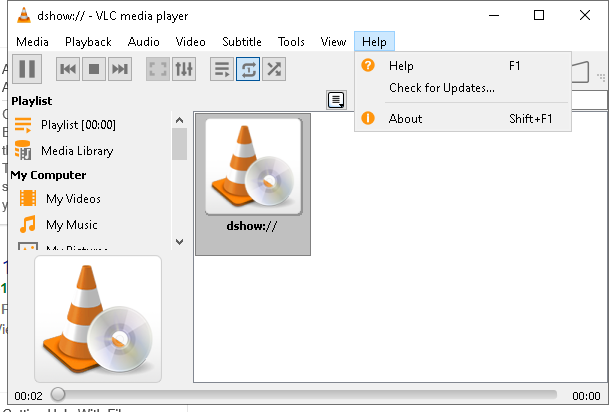 dshow:// - VLC media player
Media Playback Audio Video Subtitle Tools View Help
Help F1
Check for Updates...
About Shift+F1
Playlist
Playlist [00:00]
Media Library
My Computer
My Videos
My Music
My Pictures
dshow://
00:02 00:00